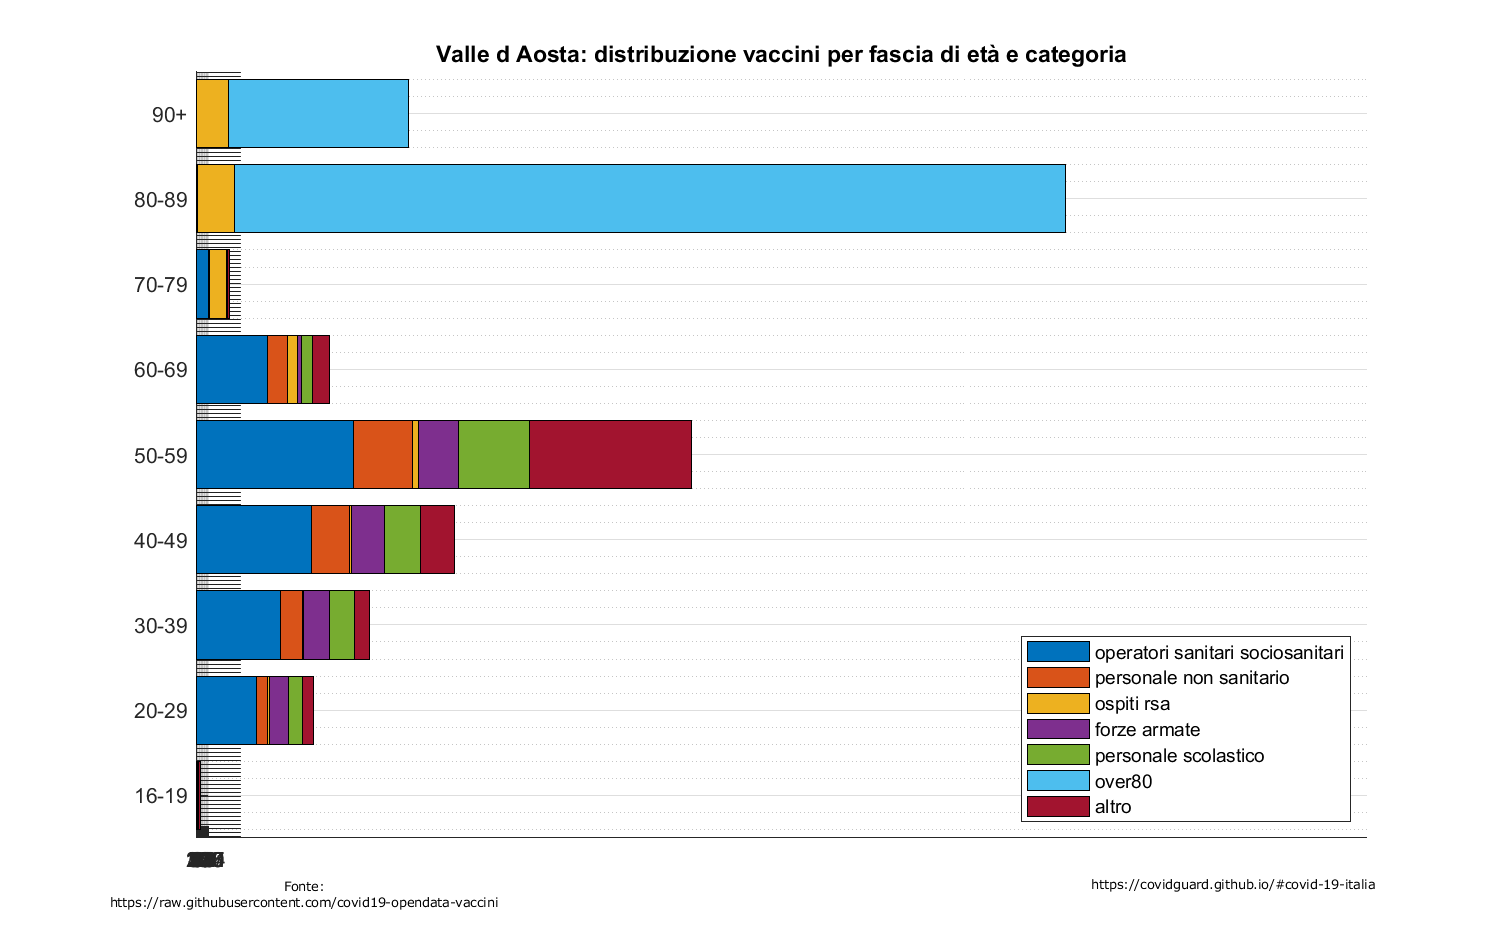 Valle d Aosta: distribuzione vaccini per fascia di età e categoria
90+
80-89
70-79
60-69
50-59
40-49
30-39
20-29
16-19
operatori sanitari sociosanitari
personale non sanitario
ospiti rsa
forze armate
personale scolastico
over80
altro
Fonte:
https://raw.githubusercontent.com/covid19-opendata-vaccini
https://covidguard.github.io/#covid-19-italia